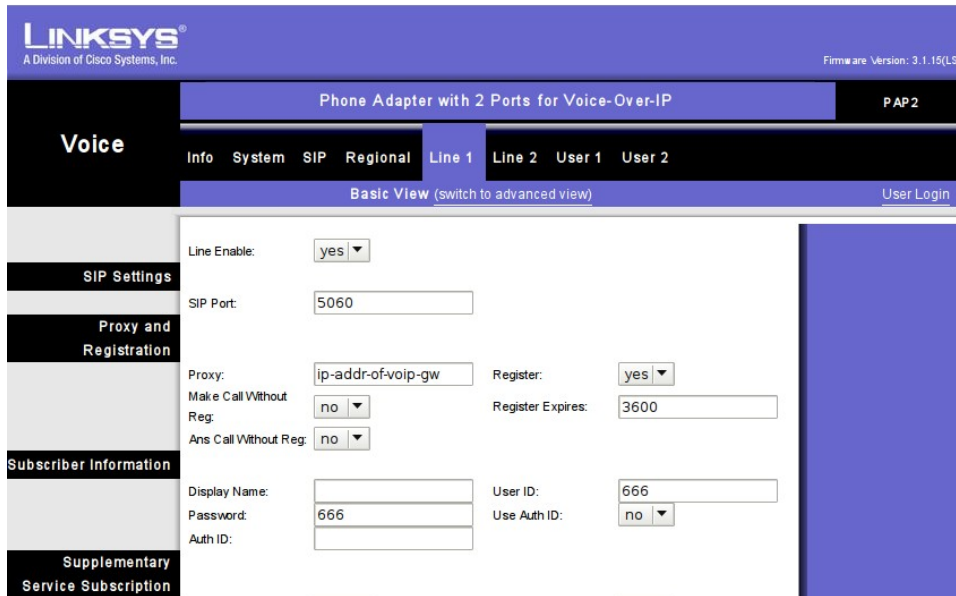 LINKSYS®
A Division of Cisco Systems, Inc.
Firmware Version: 3.1.15(LS
Phone Adapter with 2 Ports for Voice-Over-IP
PAP2
Voice
Info System SIP Regional Line 1 Line 2 User 1 User 2
Basic View (switch to advanced view)
User Login
Line Enable: yes
SIP Settings
SIP Port: 5060
Proxy and
Registration
Proxy: ip-addr-of-voip-gw Register: yes
Make Call Without
Reg: no Register Expires: 3600
Ans Call Without Reg: no
Subscriber Information
Display Name: User ID: 666
Password: 666 Use Auth ID: no
Auth ID:
Supplementary
Service Subscription